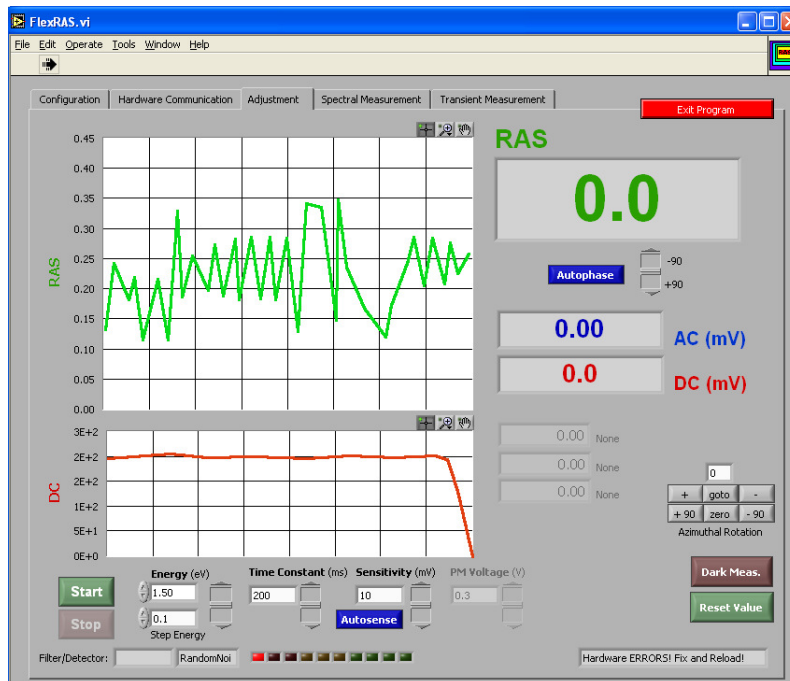 FlexRAS.vi
File Edit Operate Tools Window Help
RAS
Configuration Hardware Communication Adjustment Spectral Measurement Transient Measurement
Exit Program
RAS
0.45
0.40
0.35
0.30
0.25
0.20
0.15
0.10
0.05
0.00
RAS
0.0
Autophase
-90
+90
0.00 AC (mV)
0.0 DC (mV)
3E+2
2E+2
2E+2
1E+2
5E+1
0E+0
DC
0.00 None
0.00 None
0.00 None
0
+ goto -
+ 90 zero - 90
Azimuthal Rotation
Start
Stop
Energy (eV)
1.50
0.1
Step Energy
Time Constant (ms)
200
Sensitivity (mV)
10
Autosense
PM Voltage (V)
0.3
Dark Meas.
Reset Value
Filter/Detector: RandomNoi
Hardware ERRORS! Fix and Reload!